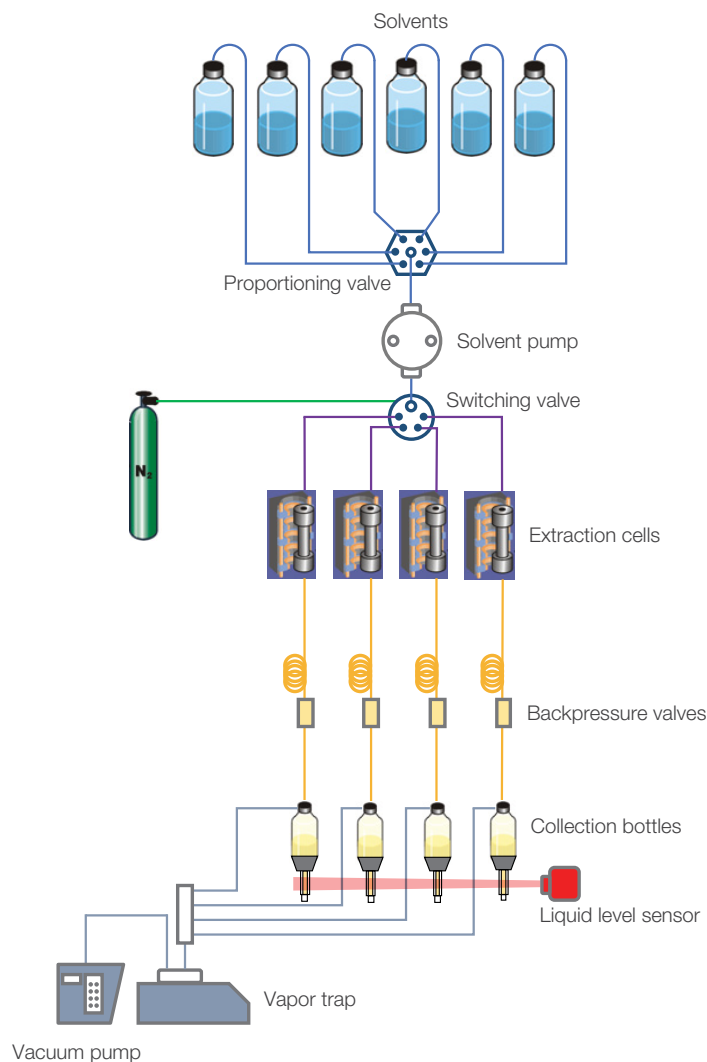 Solvents
Proportioning valve
Solvent pump
Switching valve
N2
Extraction cells
Backpressure valves
Collection bottles
Liquid level sensor
Vapor trap
Vacuum pump